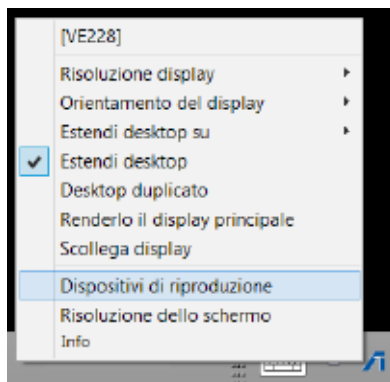 [VE228]
Risoluzione display
Orientamento del display
Estendi desktop su
Estendi desktop
Desktop duplicato
Renderlo il display principale
Scollega display
Dispositivi di riproduzione
Risoluzione dello schermo
Info